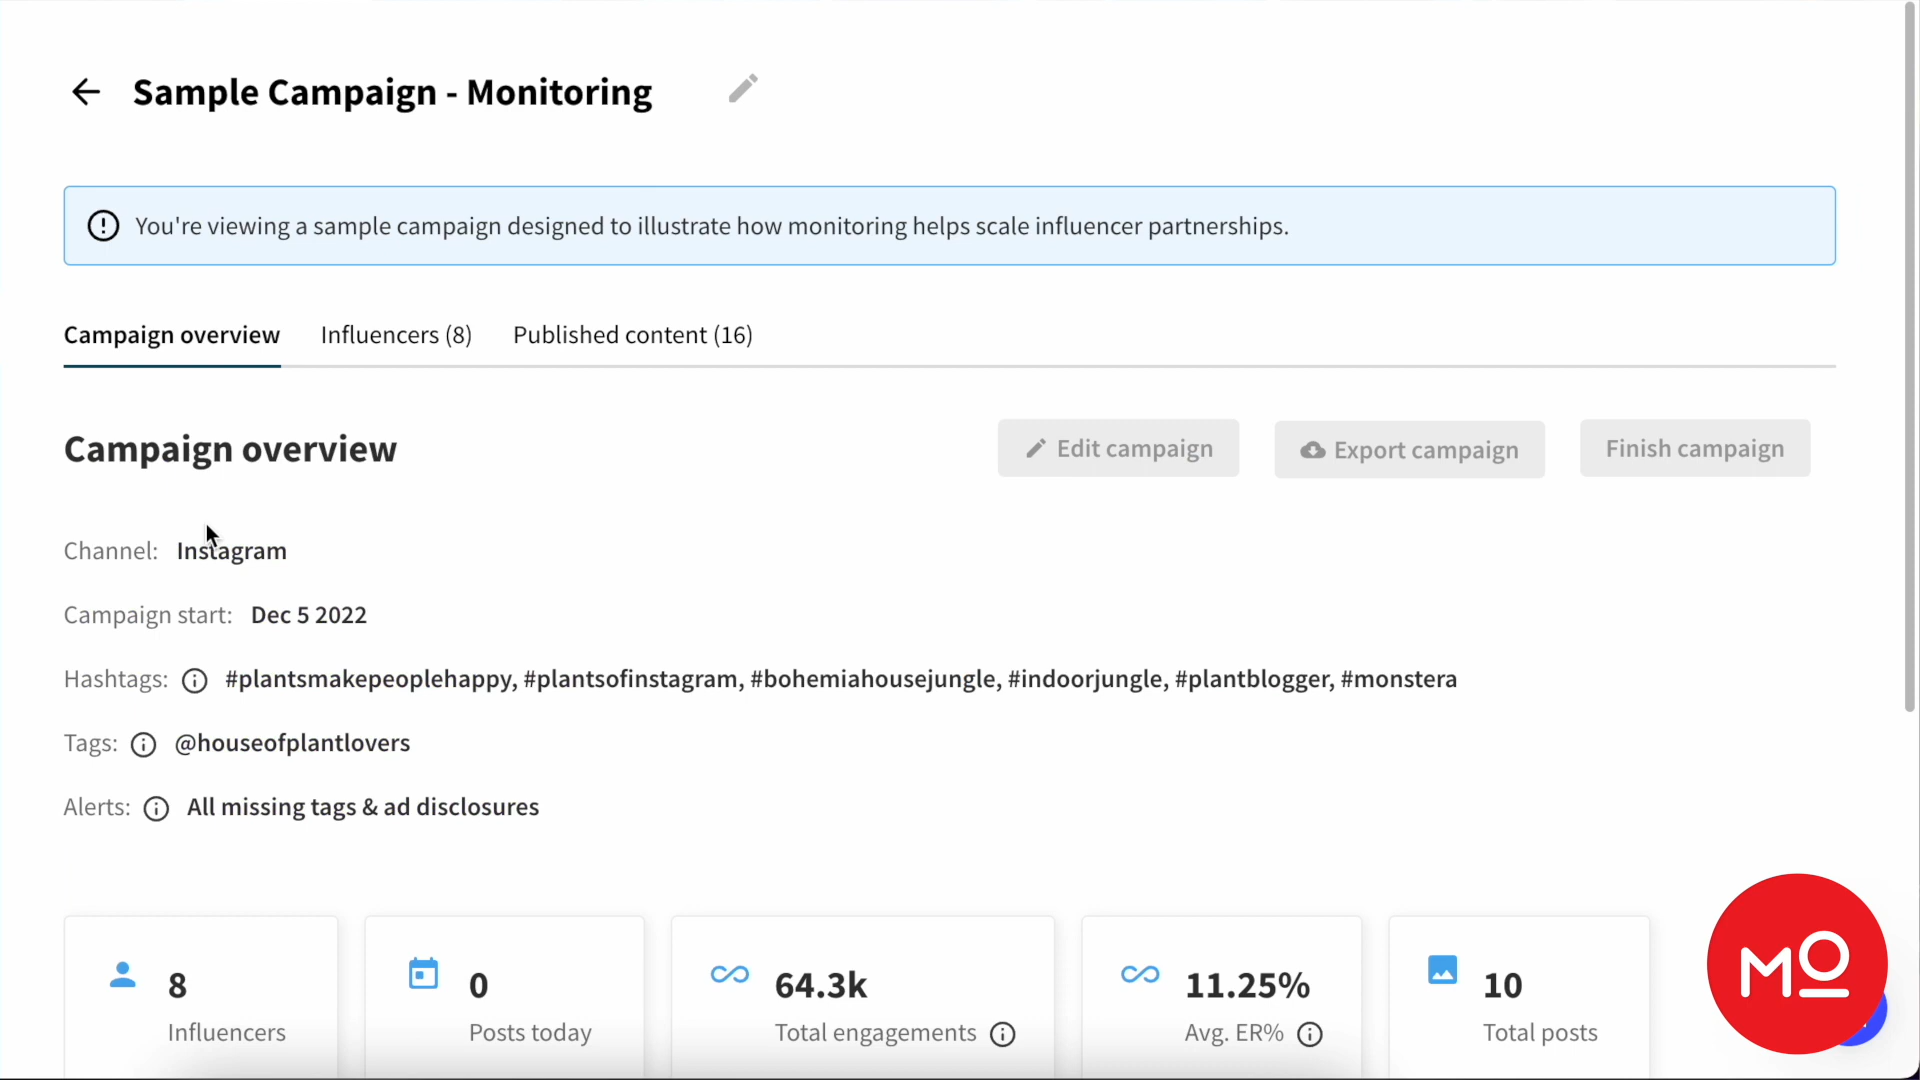 Sample Campaign - Monitoring
You're viewing a sample campaign designed to illustrate how monitoring helps scale influencer partnerships.
Campaign overview Influencers (8) Published content (16)
Campaign overview Edit campaign Export campaign Finish campaign
Channel: Instagram
Campaign start: Dec 5 2022
Hashtags: #plantsmakepeoplehappy, #plantsofinstagram, #bohemiahousejungle, #indoorjungle, #plantblogger, #monstera
Tags: @houseofplantlovers
Alerts: All missing tags & ad disclosures
8 0 64.3k 11.25% 10
Influencers Posts today Total engagements Avg. ER% Total posts
MO